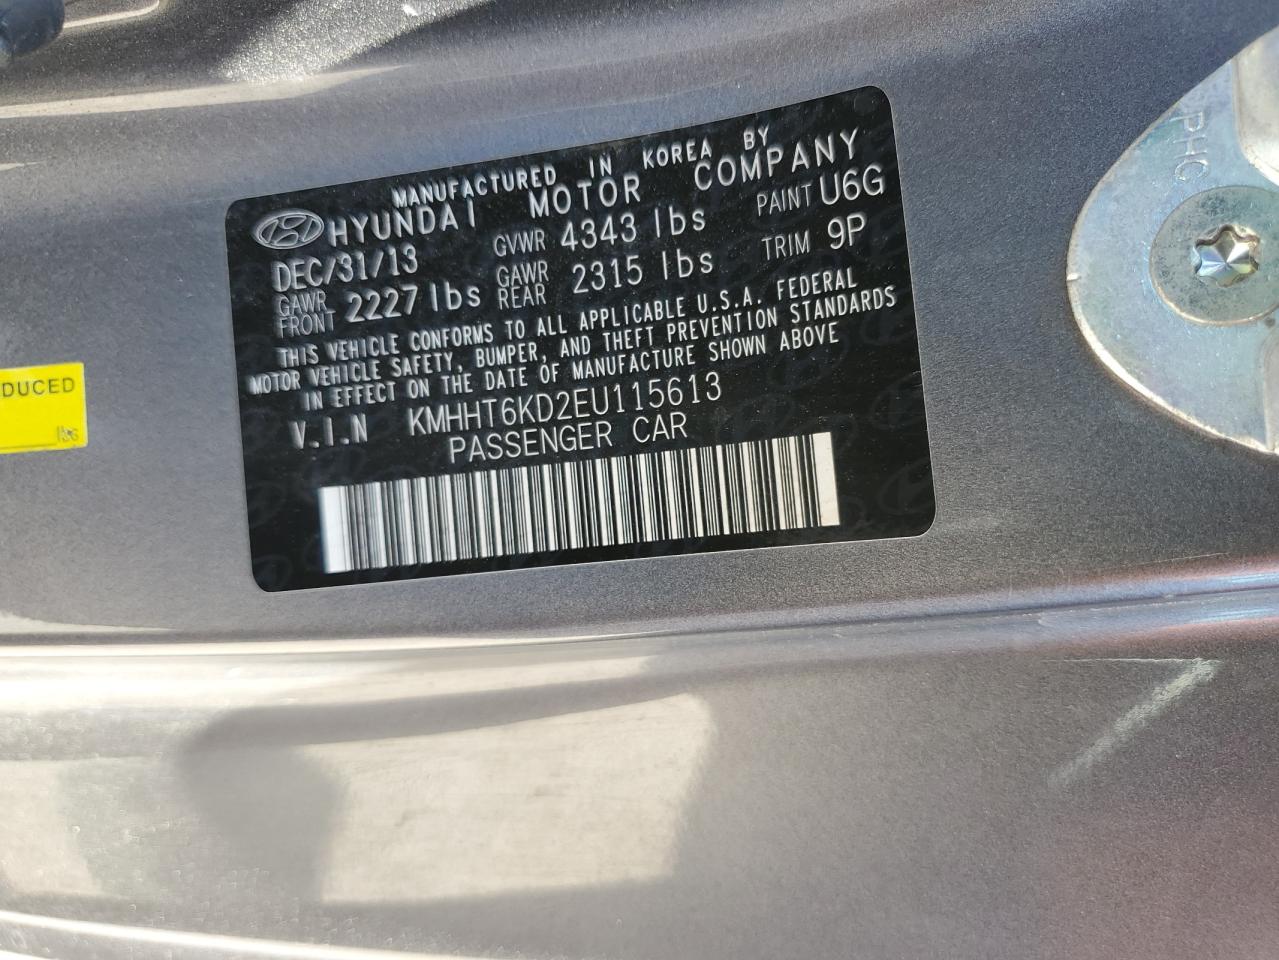 MANUFACTURED IN KOREA BY
HYUNDAI MOTOR COMPANY
DEC/31/13 GVWR 4343 lbs PAINT U6G
GAWR FRONT 2227 lbs GAWR REAR 2315 lbs TRIM 9P
THIS VEHICLE CONFORMS TO ALL APPLICABLE U.S.A. FEDERAL
MOTOR VEHICLE SAFETY, BUMPER, AND THEFT PREVENTION STANDARDS
IN EFFECT ON THE DATE OF MANUFACTURE SHOWN ABOVE
V.I.N KMHHT6KD2EU115613
PASSENGER CAR
DUCED
PHC